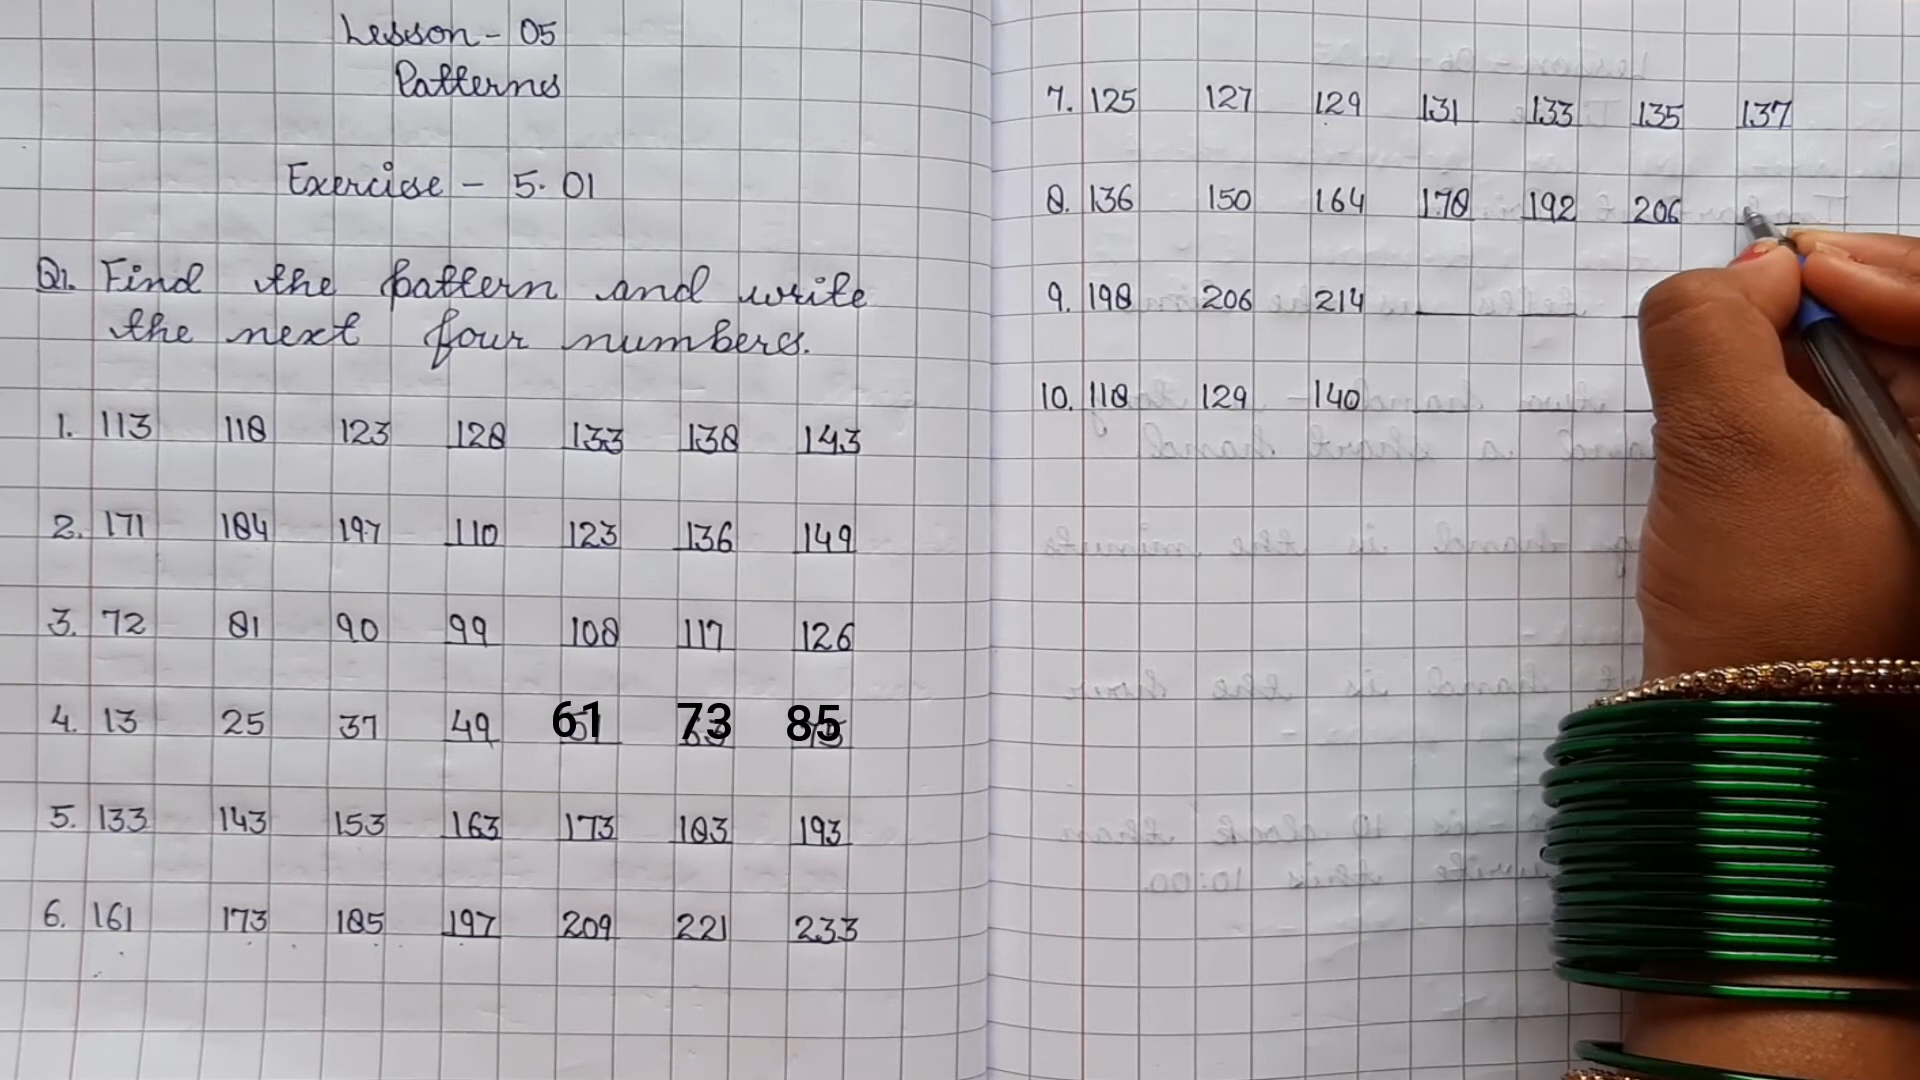 Lesson - 05
Patterns
Exercise - 5.01
Q1. Find the pattern and write
the next four numbers.
1. 113 118 123 128 133 138 143
2. 171 184 197 110 123 136 149
3. 72 81 90 99 108 117 126
4. 13 25 37 49 61 73 85
5. 133 143 153 163 173 183 193
6. 161 173 185 197 209 221 233
7. 125 127 129 131 133 135 137
8. 136 150 164 178 192 206
9. 198 206 214
10. 118 129 140